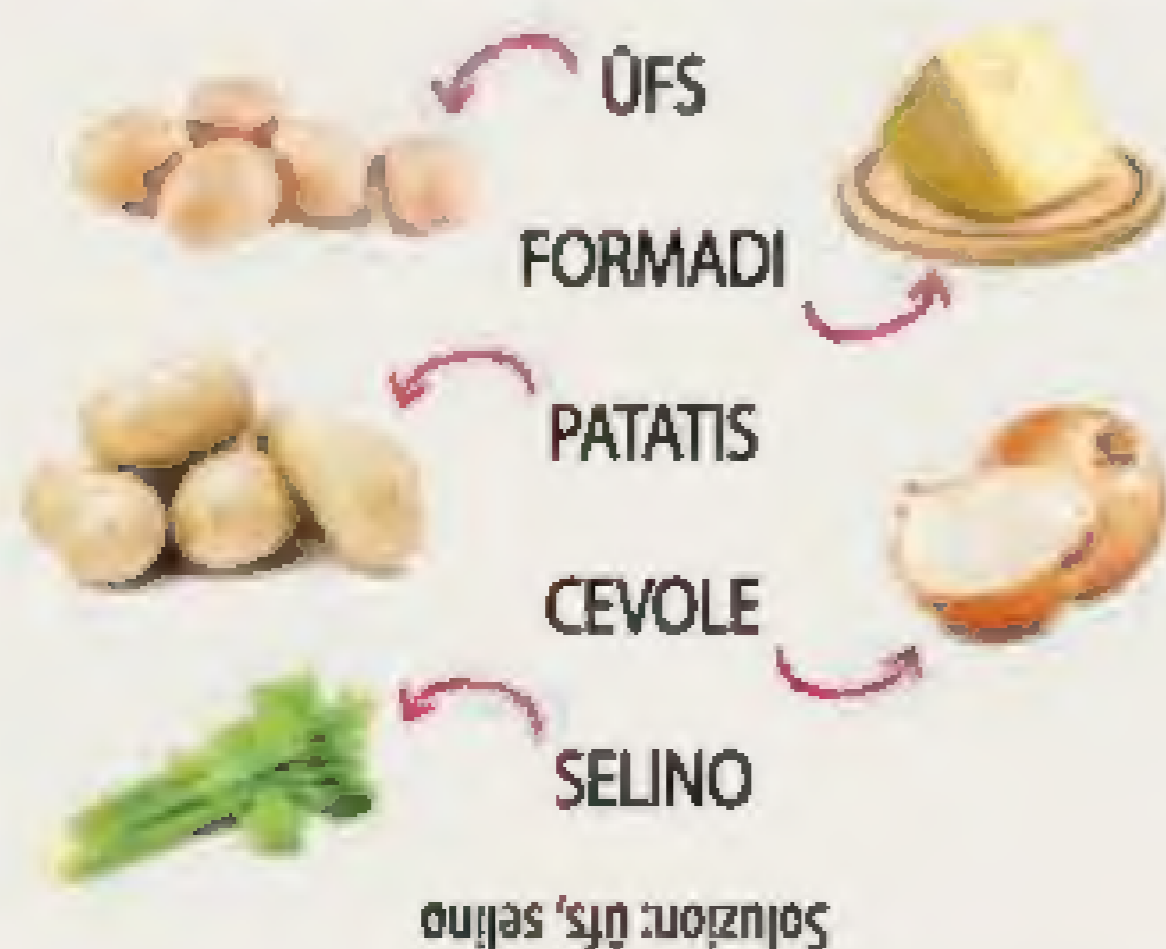 ÛFS
FORMADI
PATATIS
CEVOLE
SELINO
Soluzion: ûfs, selino